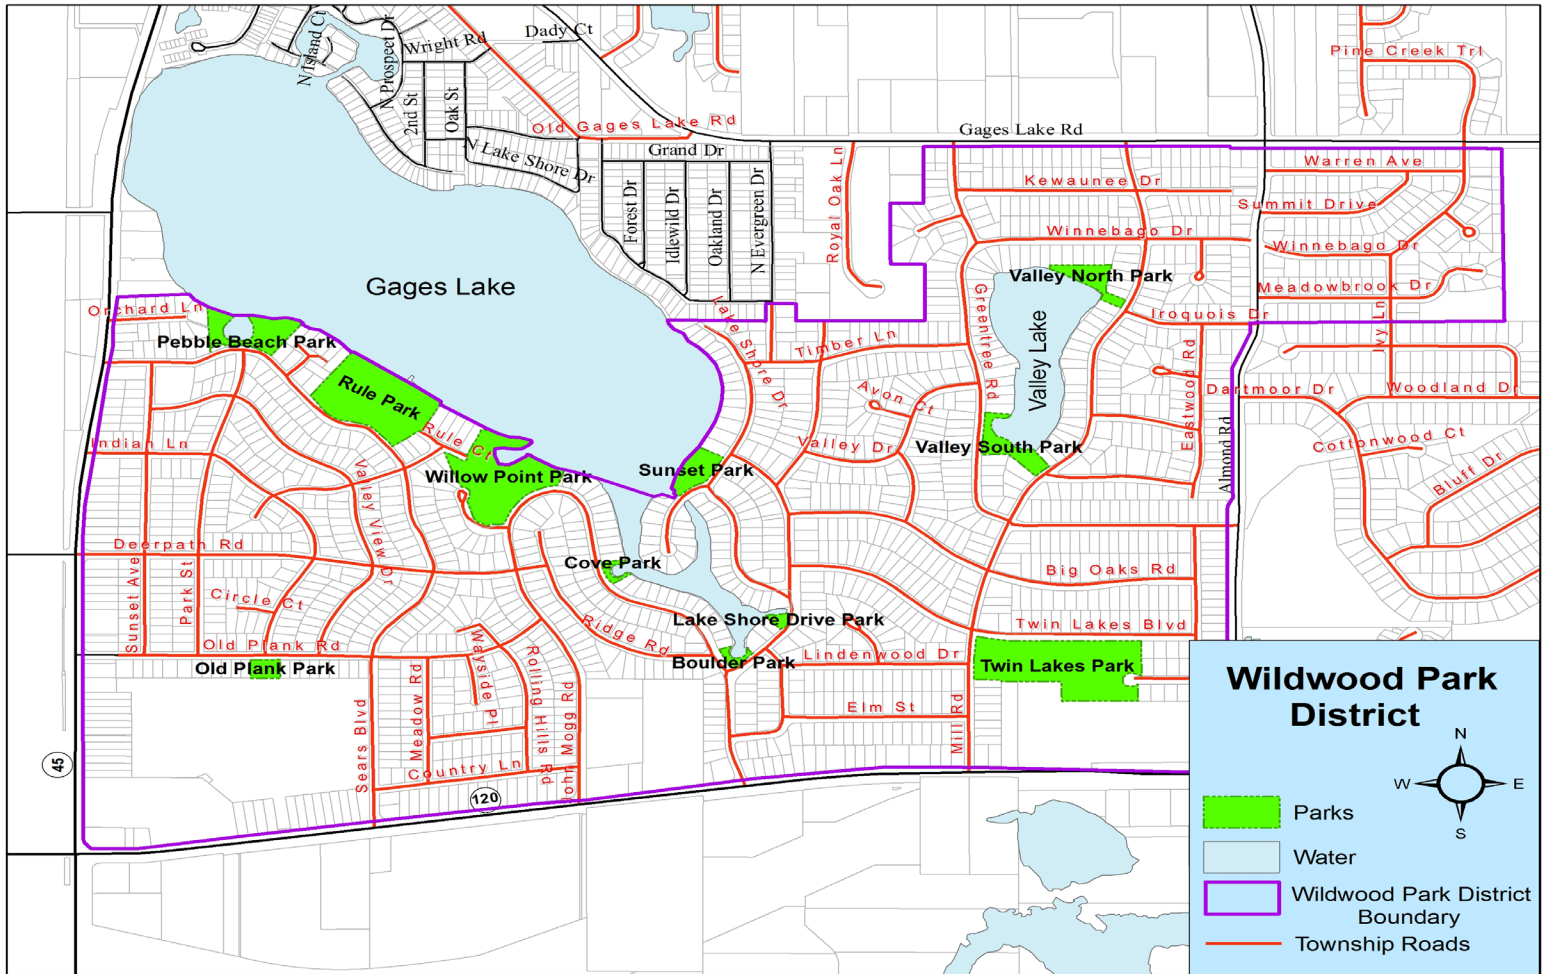 N Island Ct
N Prospect Dr
Wright Rd
Dady Ct
Pine Creek Trl
2nd St
Oak St
Old Gages Lake Rd
Gages Lake Rd
N Lake Shore Dr
Grand Dr
Forest Dr
Idlewild Dr
Oakland Dr
N Evergreen Dr
Royal Oak Ln
Kewaunee Dr
Warren Ave
Summit Drive
Winnebago Dr
Winnebago Dr
Gages Lake
Valley North Park
Meadowbrook Dr
Orchard Ln
Greentree Rd
Iroquois Dr
Ivy Ln
Pebble Beach Park
Lake Shore Dr
Timber Ln
Valley Lake
Eastwood Rd
Rule Park
Avon Ct
Dartmoor Dr
Woodland Dr
Rule Ct
Indian Ln
Valley Dr
Valley South Park
Almond Rd
Cottonwood Ct
Bluff Dr
Willow Point Park
Sunset Park
Valley View Dr
Deerpath Rd
Cove Park
Big Oaks Rd
Sunset Ave
Park St
Circle Ct
Ridge Rd
Lake Shore Drive Park
Twin Lakes Blvd
Old Plank Rd
Wayside Pl
Rolling Hills Rd
Boulder Park
Lindenwood Dr
Old Plank Park
Twin Lakes Park
Meadow Rd
John Mogg Rd
Sears Blvd
Elm St
Mill Rd
Country Ln
45
120
Wildwood Park
District
N
W
E
S
Parks
Water
Wildwood Park District
Boundary
Township Roads